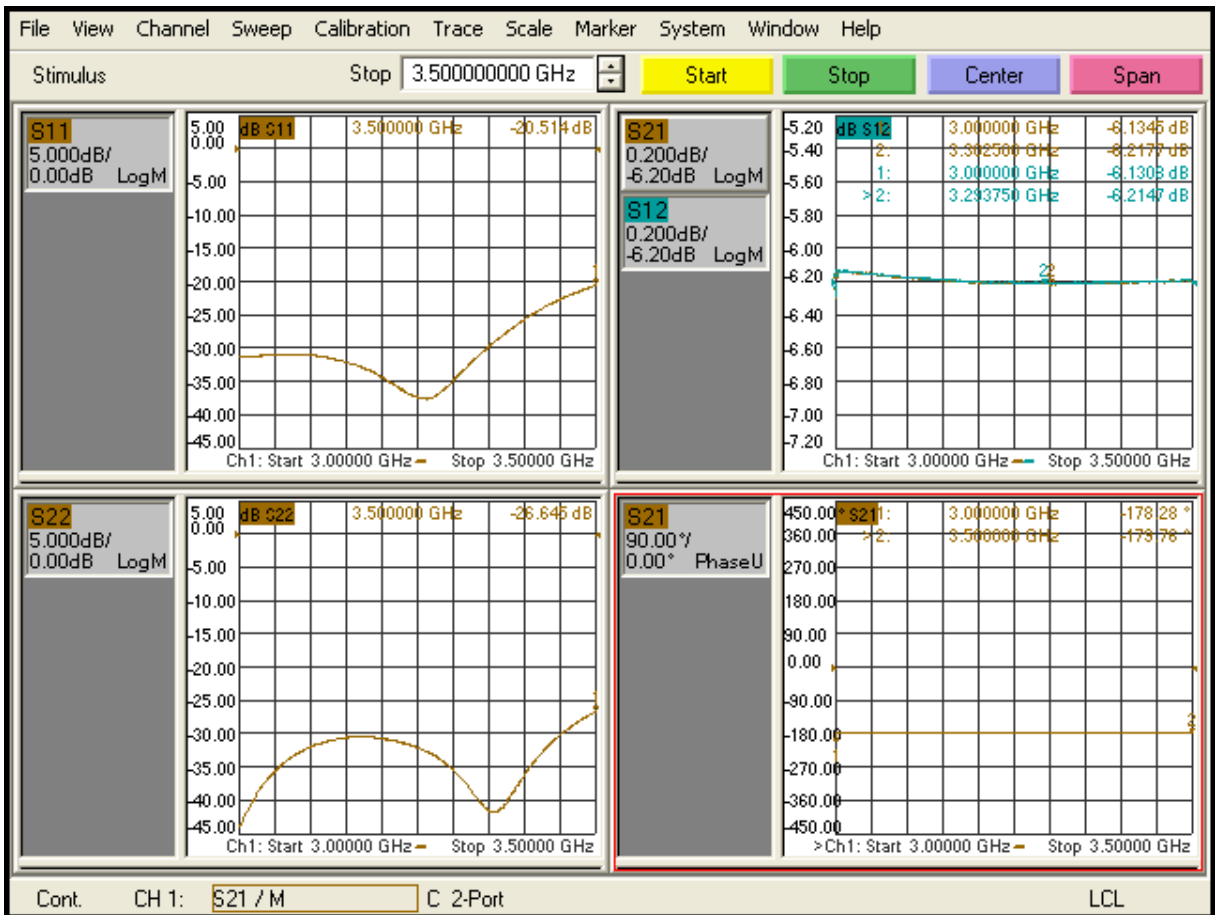 File View Channel Sweep Calibration Trace Scale Marker System Window Help
Stimulus Stop 3.500000000 GHz Start Stop Center Span
S11
5.000dB/
0.00dB LogM
5.00 dB S11 3.500000 GHz -20.514 dB
0.00
-5.00
-10.00
-15.00
-20.00
-25.00
-30.00
-35.00
-40.00
-45.00
1
Ch1: Start 3.00000 GHz Stop 3.50000 GHz
S21
0.200dB/
-6.20dB LogM
S12
0.200dB/
-6.20dB LogM
-5.20 dB S12 3.000000 GHz -6.1345 dB
-5.40 2: 3.302500 GHz -6.2177 dB
1: 3.000000 GHz -6.1308 dB
-5.60 >2: 3.293750 GHz -6.2147 dB
-5.80
-6.00
-6.20
-6.40
-6.60
-6.80
-7.00
-7.20
2
2
Ch1: Start 3.00000 GHz Stop 3.50000 GHz
S22
5.000dB/
0.00dB LogM
5.00 dB S22 3.500000 GHz -26.645 dB
0.00
-5.00
-10.00
-15.00
-20.00
-25.00
-30.00
-35.00
-40.00
-45.00
Ch1: Start 3.00000 GHz Stop 3.50000 GHz
S21
90.00°/
0.00° PhaseU
450.00 ° S21 1: 3.000000 GHz -178.28 °
360.00 >2: 3.500000 GHz
270.00
180.00
90.00
0.00
-90.00
-180.00
-270.00
-360.00
-450.00
2
>Ch1: Start 3.00000 GHz Stop 3.50000 GHz
Cont. CH 1: S21 / M C 2-Port LCL